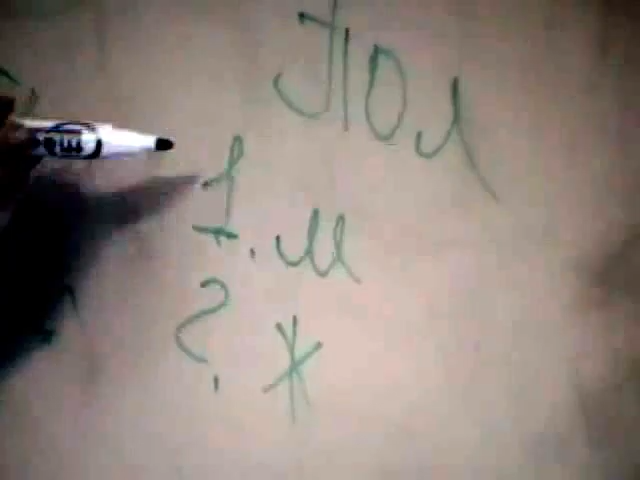 Пол
1. м
2. ж